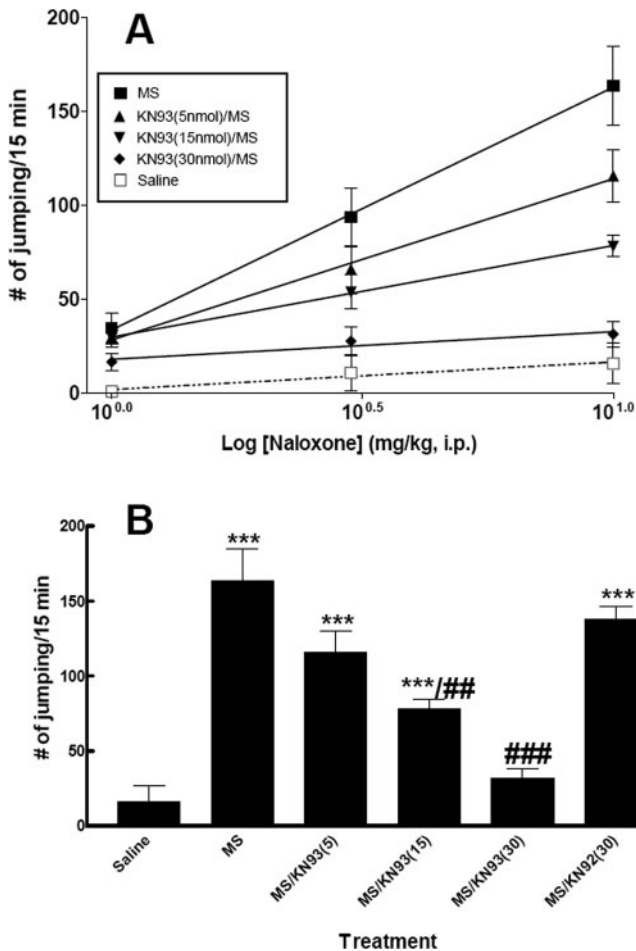 A
200
150
100
50
0
# of jumping/15 min
MS
KN93(5nmol)/MS
KN93(15nmol)/MS
KN93(30nmol)/MS
Saline
10^0.0 10^0.5 10^1.0
Log [Naloxone] (mg/kg, i.p.)
B
200
150
100
50
0
# of jumping/15 min
***
***
***/##
###
***
Saline
MS
MS/KN93(5)
MS/KN93(15)
MS/KN93(30)
MS/KN92(30)
Treatment